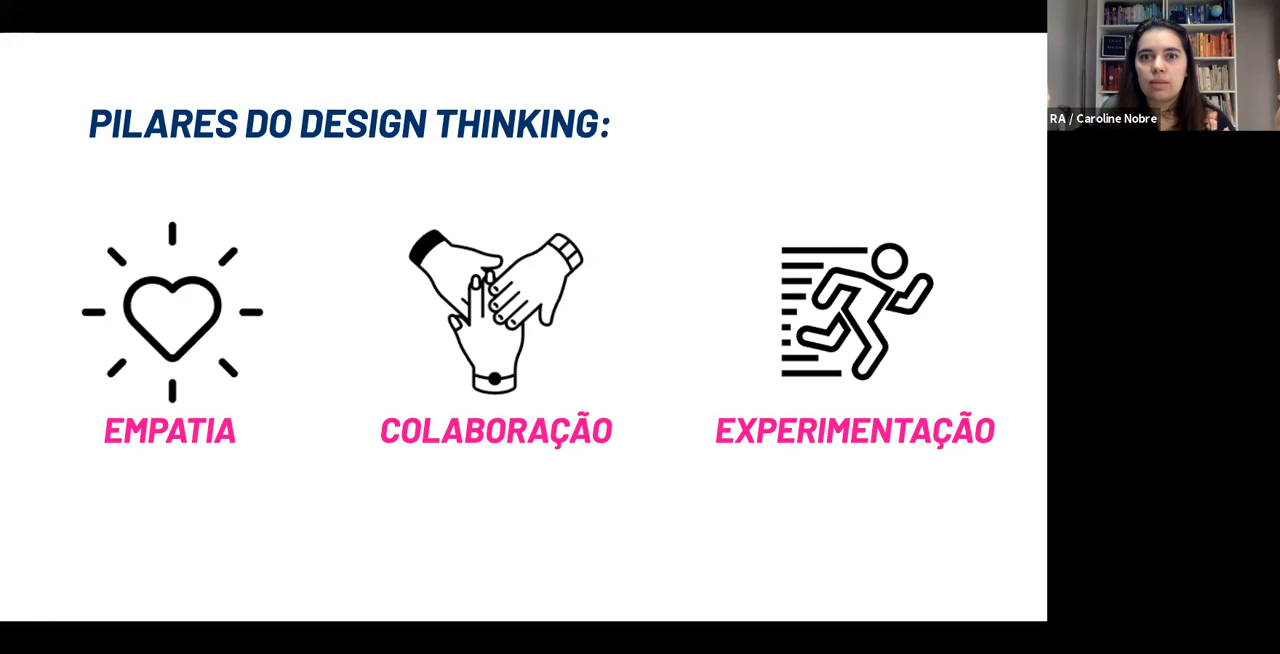 PILARES DO DESIGN THINKING:
EMPATIA
COLABORAÇÃO
EXPERIMENTAÇÃO
RA / Caroline Nobre